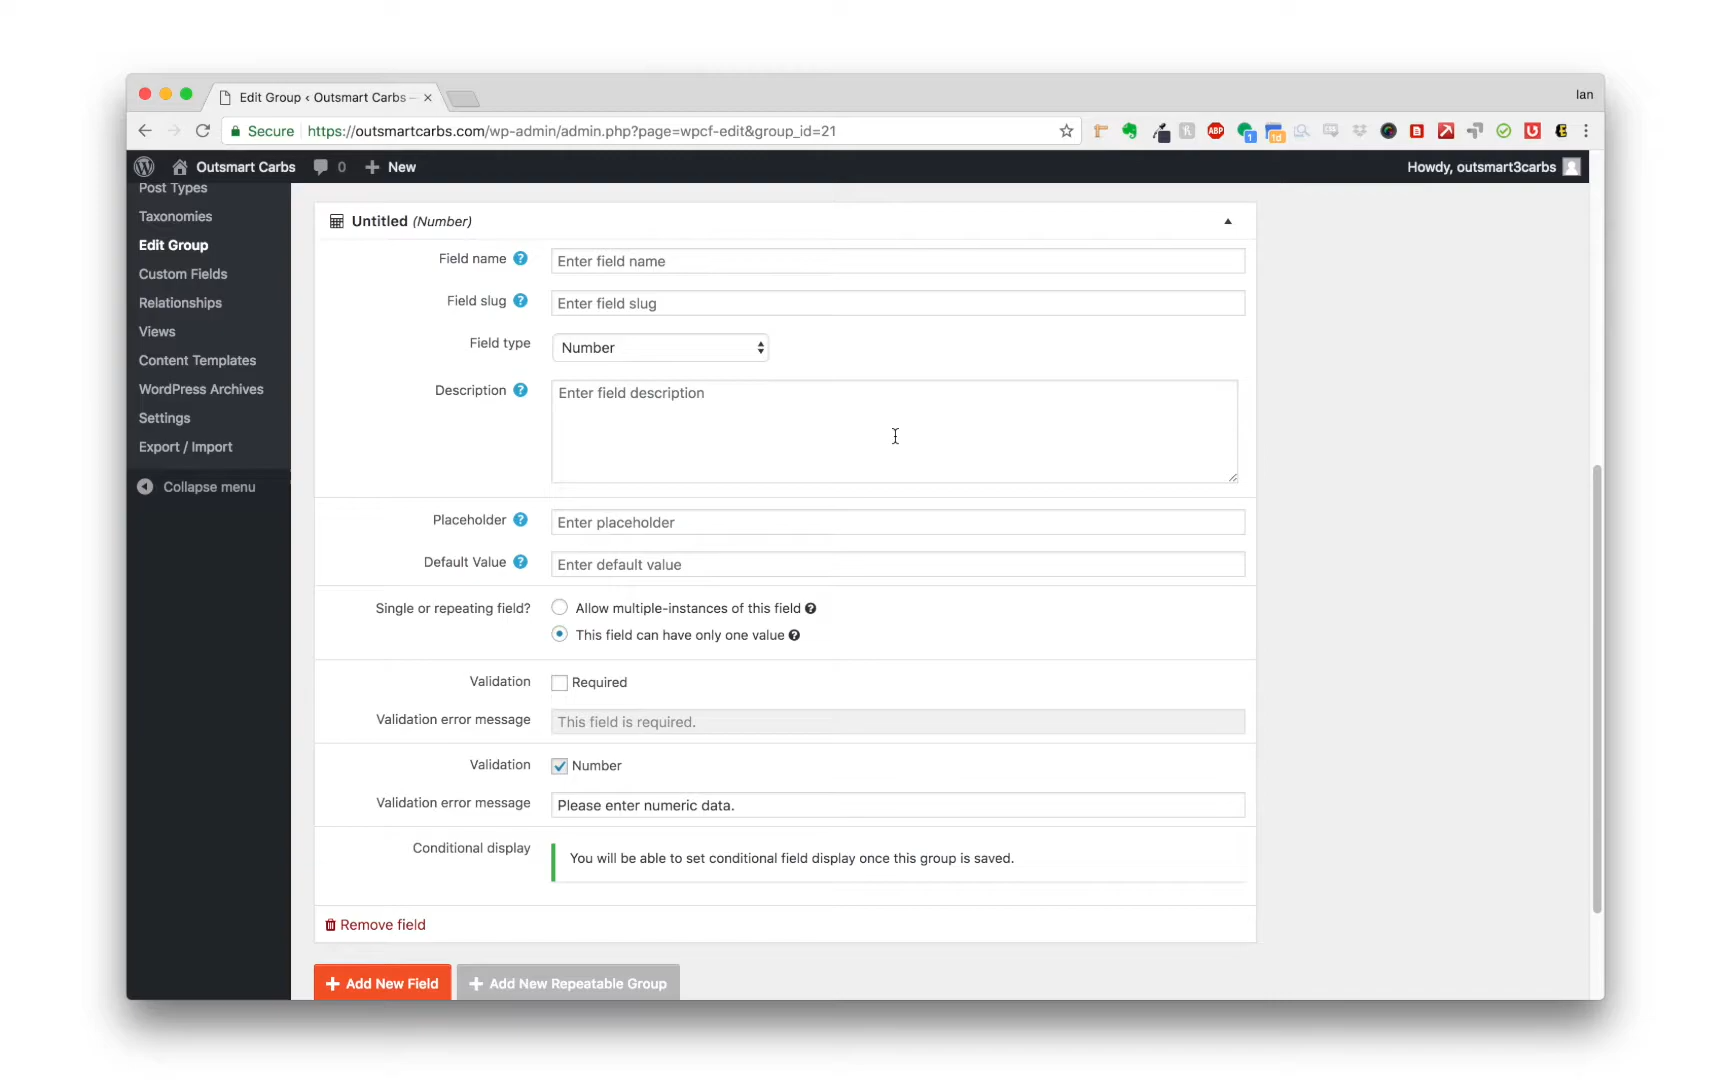 Edit Group ‹ Outsmart Carbs —
Ian
Secure https://outsmartcarbs.com/wp-admin/admin.php?page=wpcf-edit&group_id=21
ABP
1
1d
Outsmart Carbs 0 New
Howdy, outsmart3carbs
Post Types
Taxonomies
Edit Group
Custom Fields
Relationships
Views
Content Templates
WordPress Archives
Settings
Export / Import
Collapse menu
Untitled (Number)
Field name ? Enter field name
Field slug ? Enter field slug
Field type Number
Description ? Enter field description
Placeholder ? Enter placeholder
Default Value ? Enter default value
Single or repeating field? Allow multiple-instances of this field ?
This field can have only one value ?
Validation Required
Validation error message This field is required.
Validation Number
Validation error message Please enter numeric data.
Conditional display You will be able to set conditional field display once this group is saved.
Remove field
Add New Field
Add New Repeatable Group